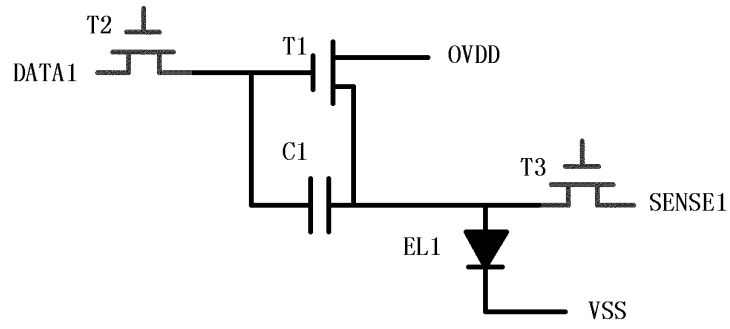 T2
T1
DATA1
OVDD
C1
T3
SENSE1
EL1
VSS